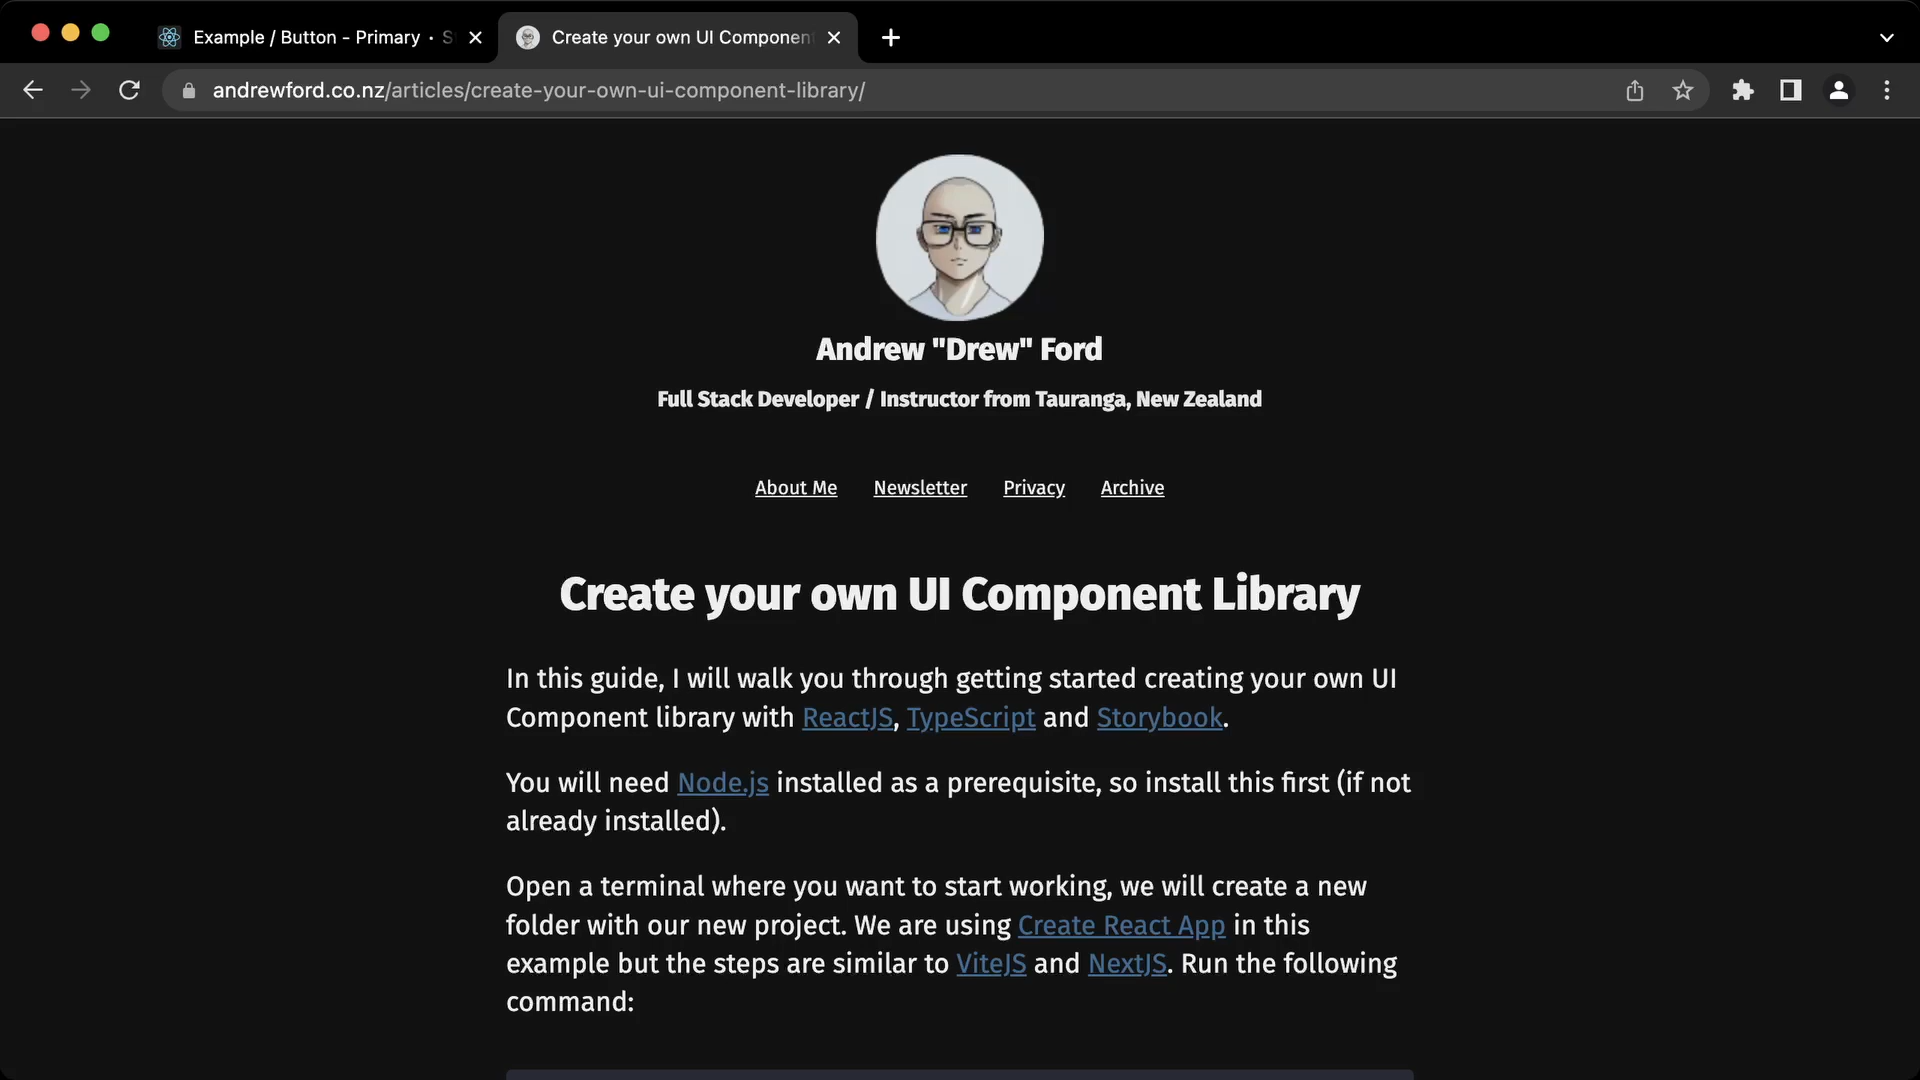 Example / Button - Primary · S
Create your own UI Componen
andrewford.co.nz/articles/create-your-own-ui-component-library/
Andrew "Drew" Ford
Full Stack Developer / Instructor from Tauranga, New Zealand
About Me Newsletter Privacy Archive
Create your own UI Component Library
In this guide, I will walk you through getting started creating your own UI
Component library with ReactJS, TypeScript and Storybook.
You will need Node.js installed as a prerequisite, so install this first (if not
already installed).
Open a terminal where you want to start working, we will create a new
folder with our new project. We are using Create React App in this
example but the steps are similar to ViteJS and NextJS. Run the following
command: